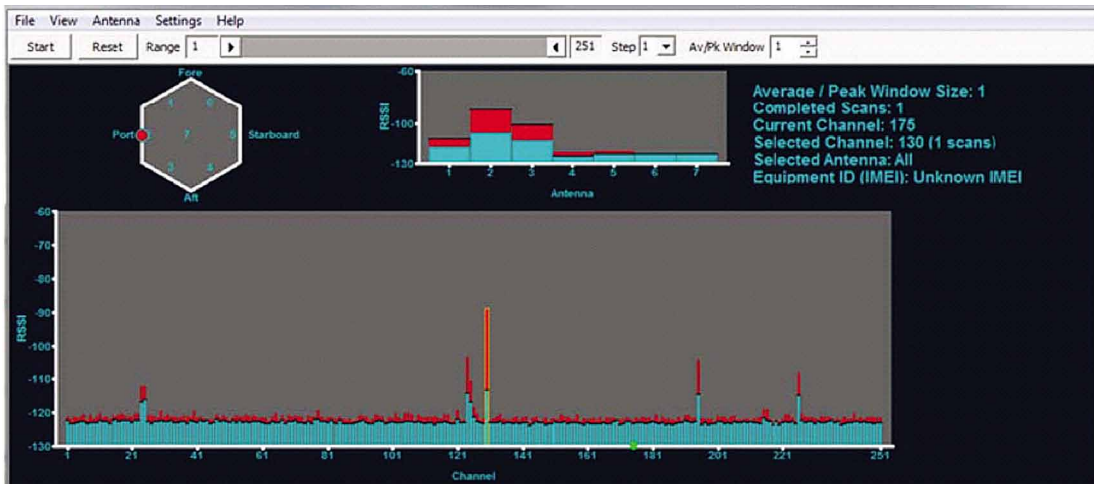 File View Antenna Settings Help
Start Reset Range 1 251 Step 1 Av/Pk Window 1
Fore
1 6
Port 7 5 Starboard
3 4
Aft
RSSI
-60
-100
-130
1 2 3 4 5 6 7
Antenna
Average / Peak Window Size: 1
Completed Scans: 1
Current Channel: 175
Selected Channel: 130 (1 scans)
Selected Antenna: All
Equipment ID (IMEI): Unknown IMEI
RSSI
-60
-70
-80
-90
-100
-110
-120
-130
1 21 41 61 81 101 121 141 161 181 201 221 251
Channel